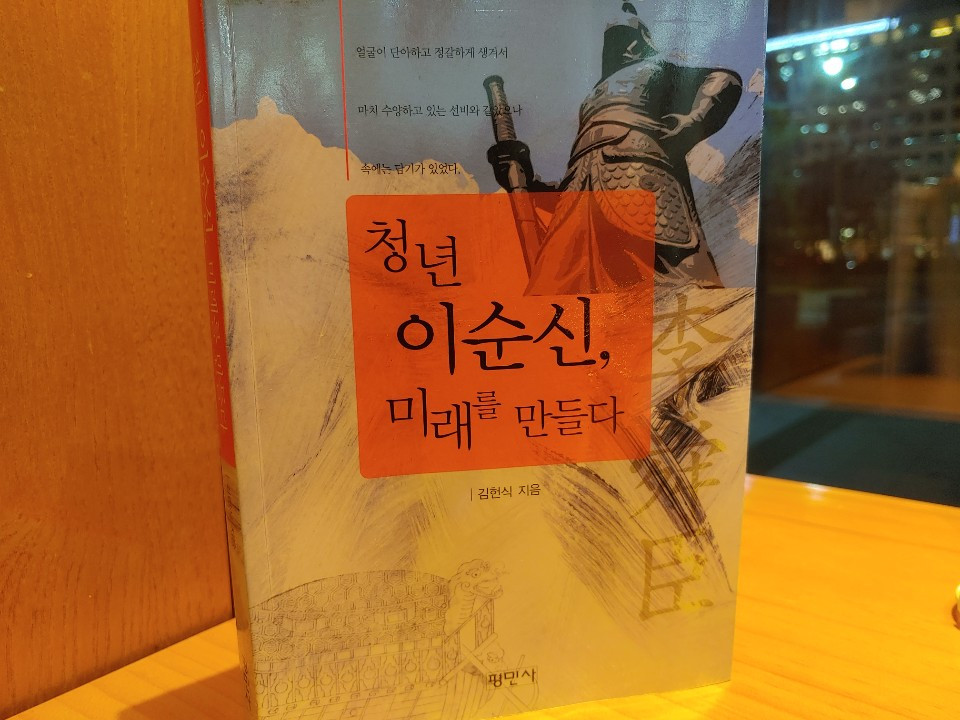 얼굴이 단아하고 정갈하게 생겨서
마치 수양하고 있는 선비와 같았으나
속에는 담기가 있었다.
청년
이순신,
미래를 만들다
김헌식 지음
李舜臣
평민사